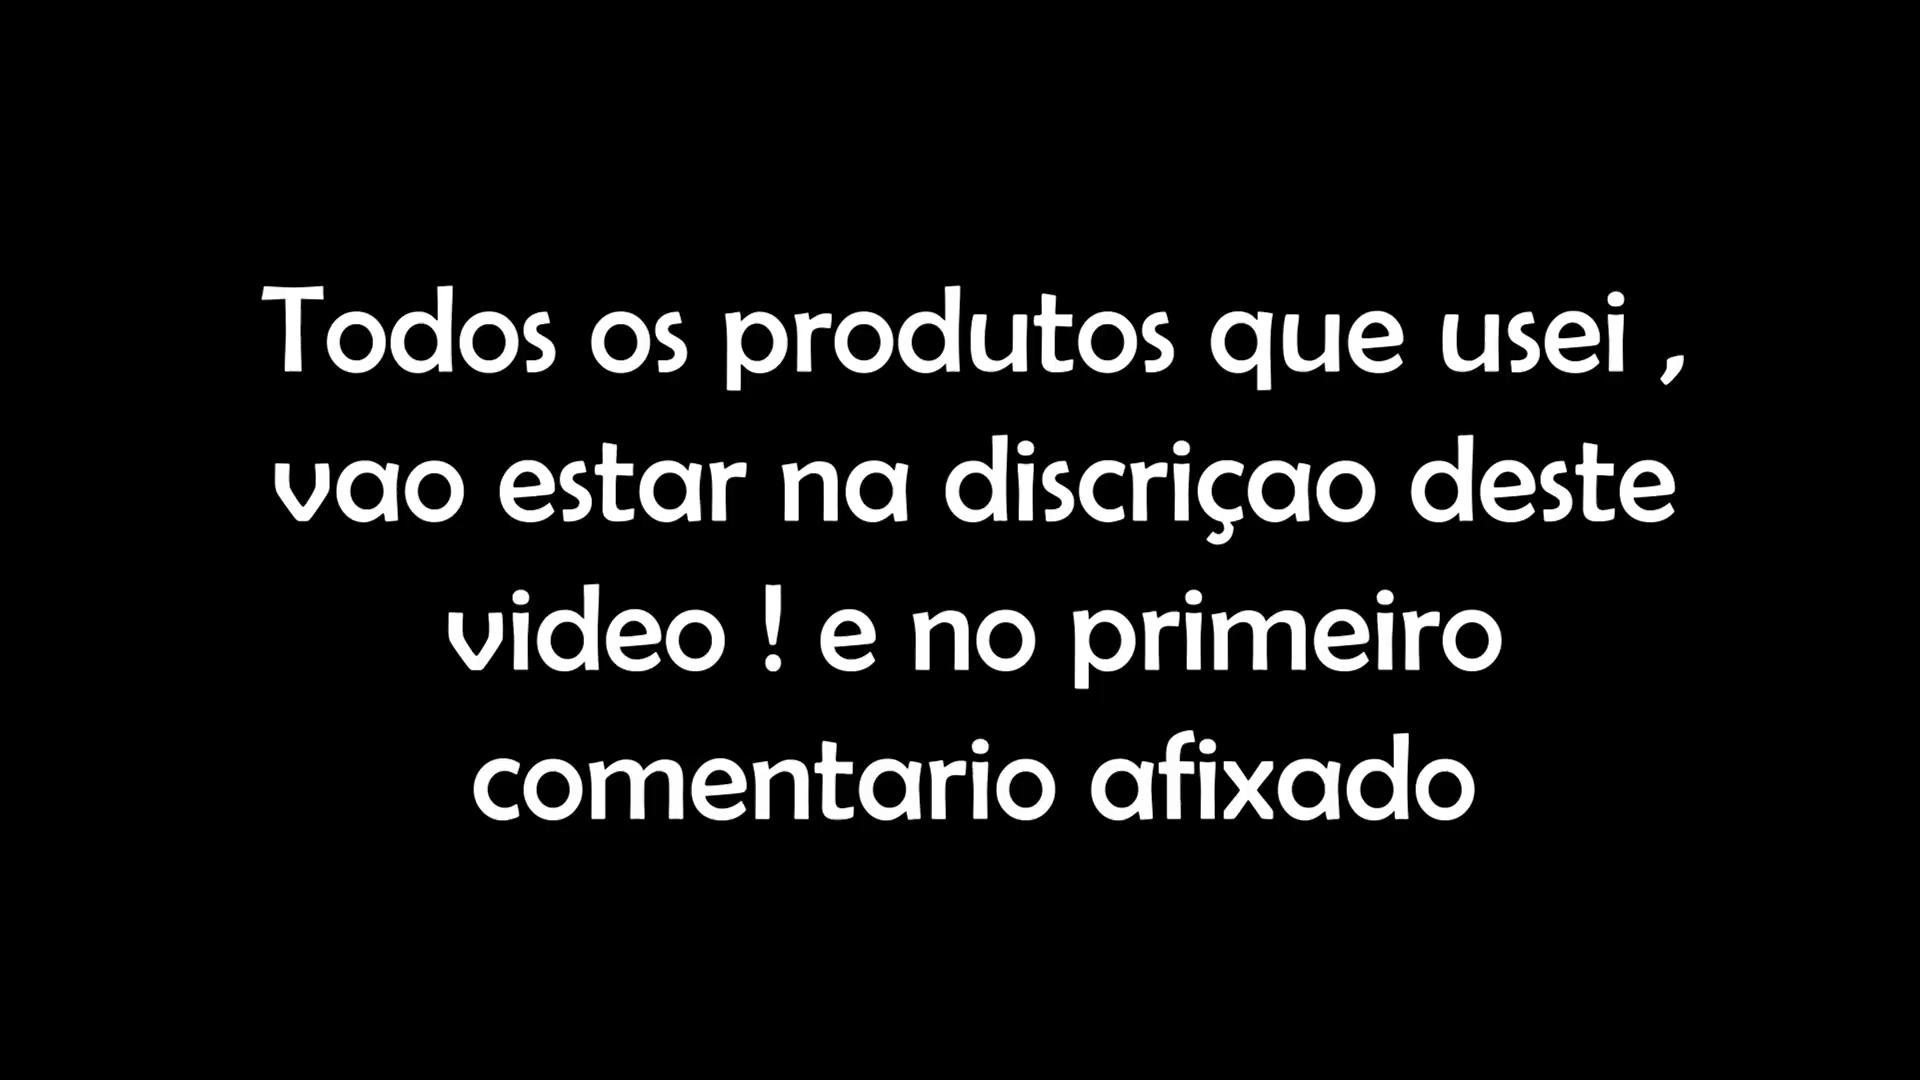 Todos os produtos que usei ,
vao estar na discriçao deste
video ! e no primeiro
comentario afixado